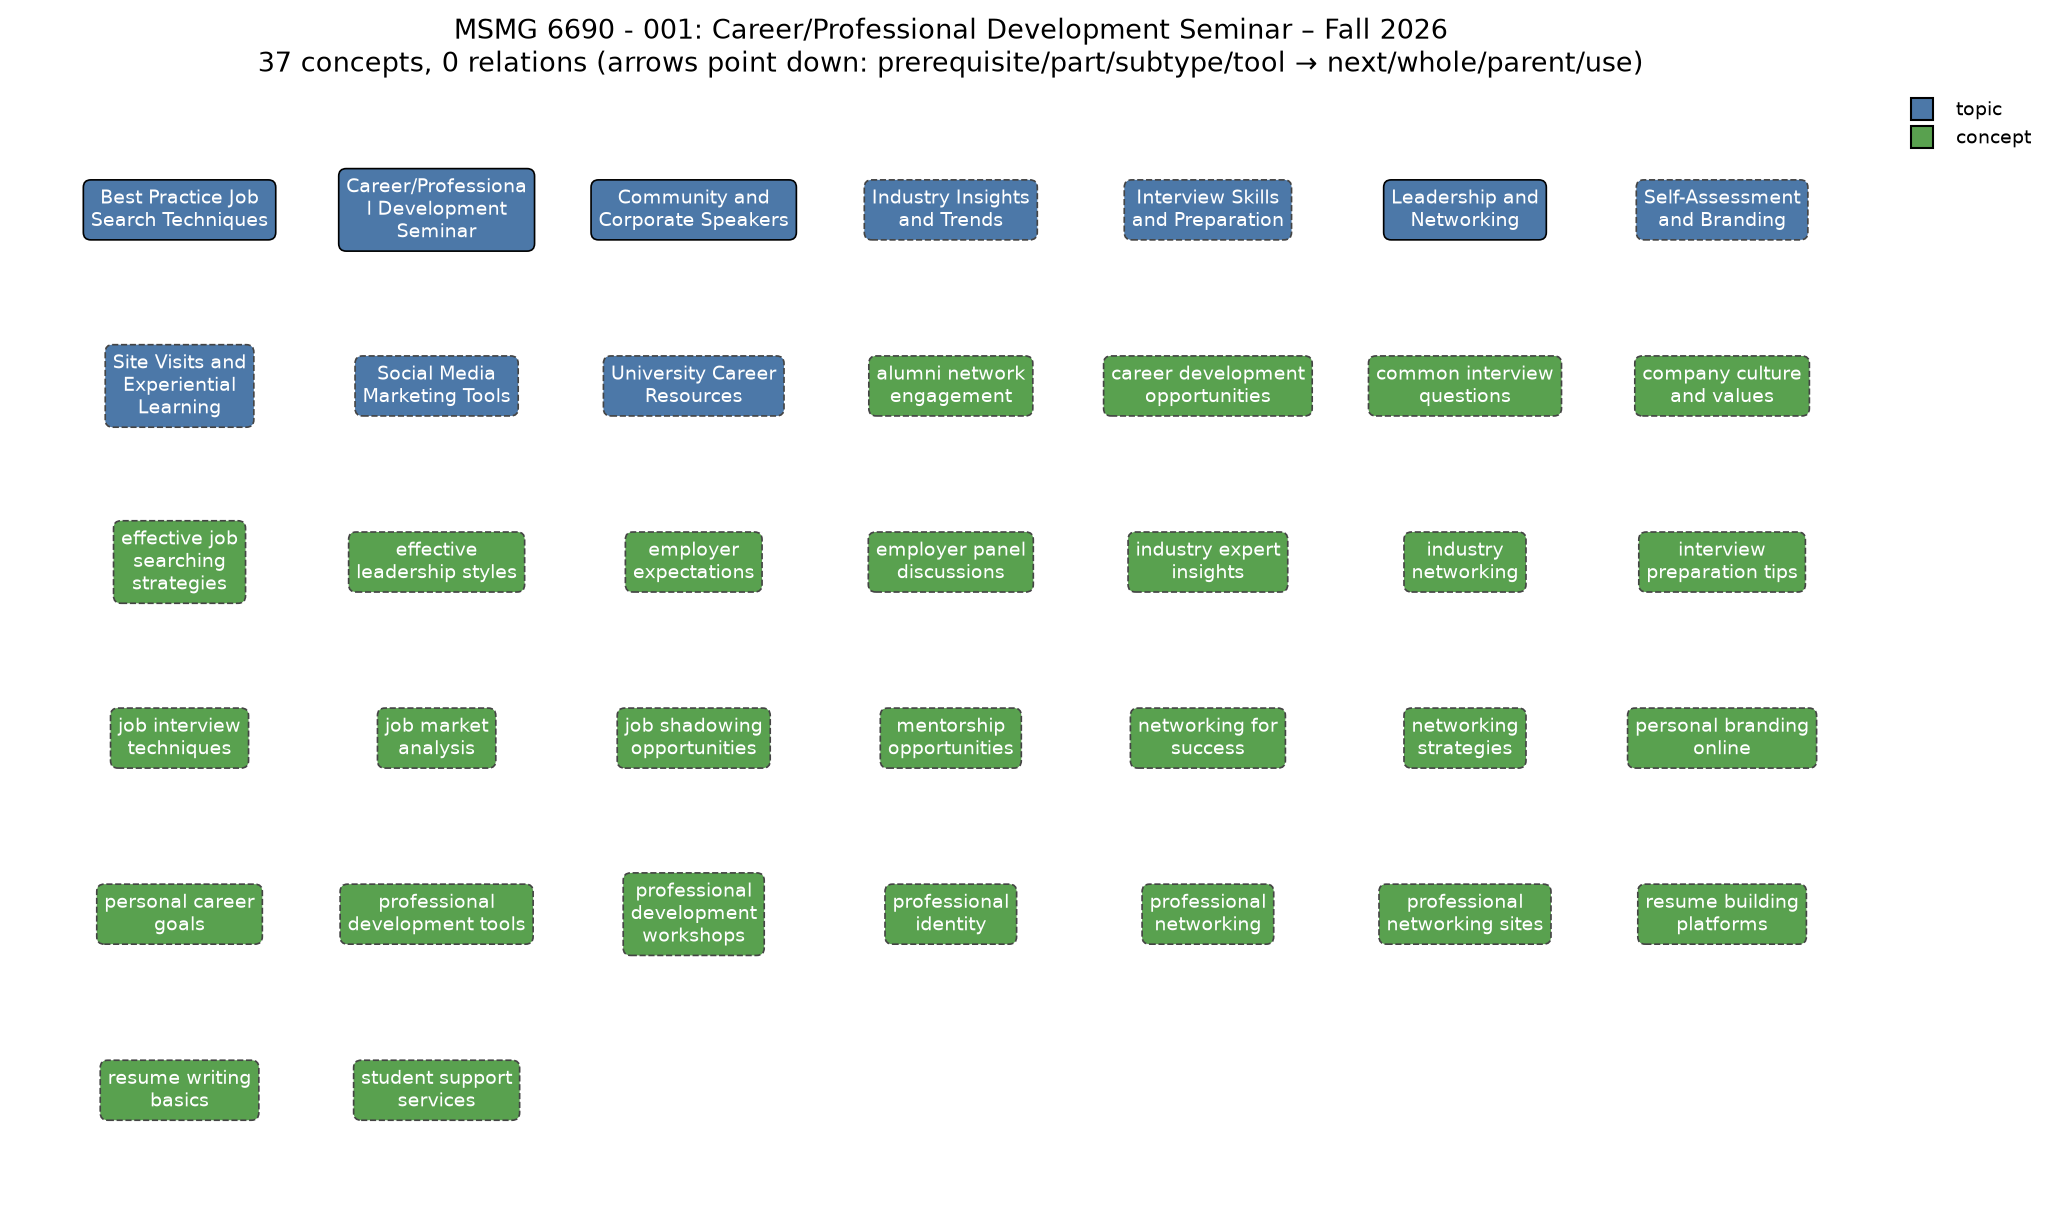 MSMG 6690 - 001: Career/Professional Development Seminar – Fall 2026
37 concepts, 0 relations (arrows point down: prerequisite/part/subtype/tool → next/whole/parent/use)
topic
concept
Best Practice Job
Search Techniques
Career/Professiona
l Development
Seminar
Community and
Corporate Speakers
Industry Insights
and Trends
Interview Skills
and Preparation
Leadership and
Networking
Self-Assessment
and Branding
Site Visits and
Experiential
Learning
Social Media
Marketing Tools
University Career
Resources
alumni network
engagement
career development
opportunities
common interview
questions
company culture
and values
effective job
searching
strategies
effective
leadership styles
employer
expectations
employer panel
discussions
industry expert
insights
industry
networking
interview
preparation tips
job interview
techniques
job market
analysis
job shadowing
opportunities
mentorship
opportunities
networking for
success
networking
strategies
personal branding
online
personal career
goals
professional
development tools
professional
development
workshops
professional
identity
professional
networking
professional
networking sites
resume building
platforms
resume writing
basics
student support
services